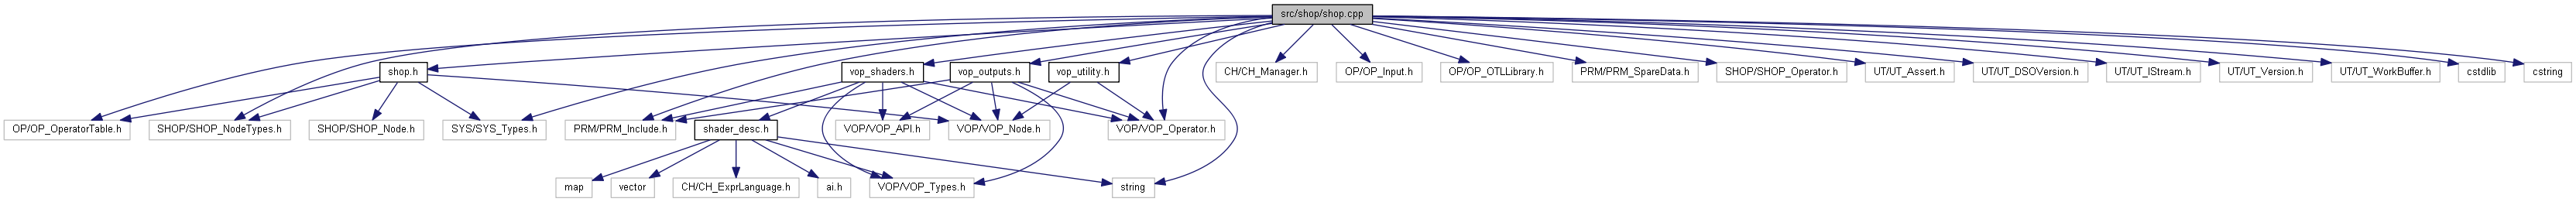 src/shop/shop.cpp
shop.h
vop_shaders.h
vop_outputs.h
vop_utility.h
CH/CH_Manager.h
OP/OP_Input.h
OP/OP_OTLLibrary.h
PRM/PRM_SpareData.h
SHOP/SHOP_Operator.h
UT/UT_Assert.h
UT/UT_DSOVersion.h
UT/UT_IStream.h
UT/UT_Version.h
UT/UT_WorkBuffer.h
cstdlib
cstring
OP/OP_OperatorTable.h
SHOP/SHOP_NodeTypes.h
SHOP/SHOP_Node.h
SYS/SYS_Types.h
PRM/PRM_Include.h
shader_desc.h
VOP/VOP_API.h
VOP/VOP_Node.h
VOP/VOP_Operator.h
map
vector
CH/CH_ExprLanguage.h
ai.h
VOP/VOP_Types.h
string